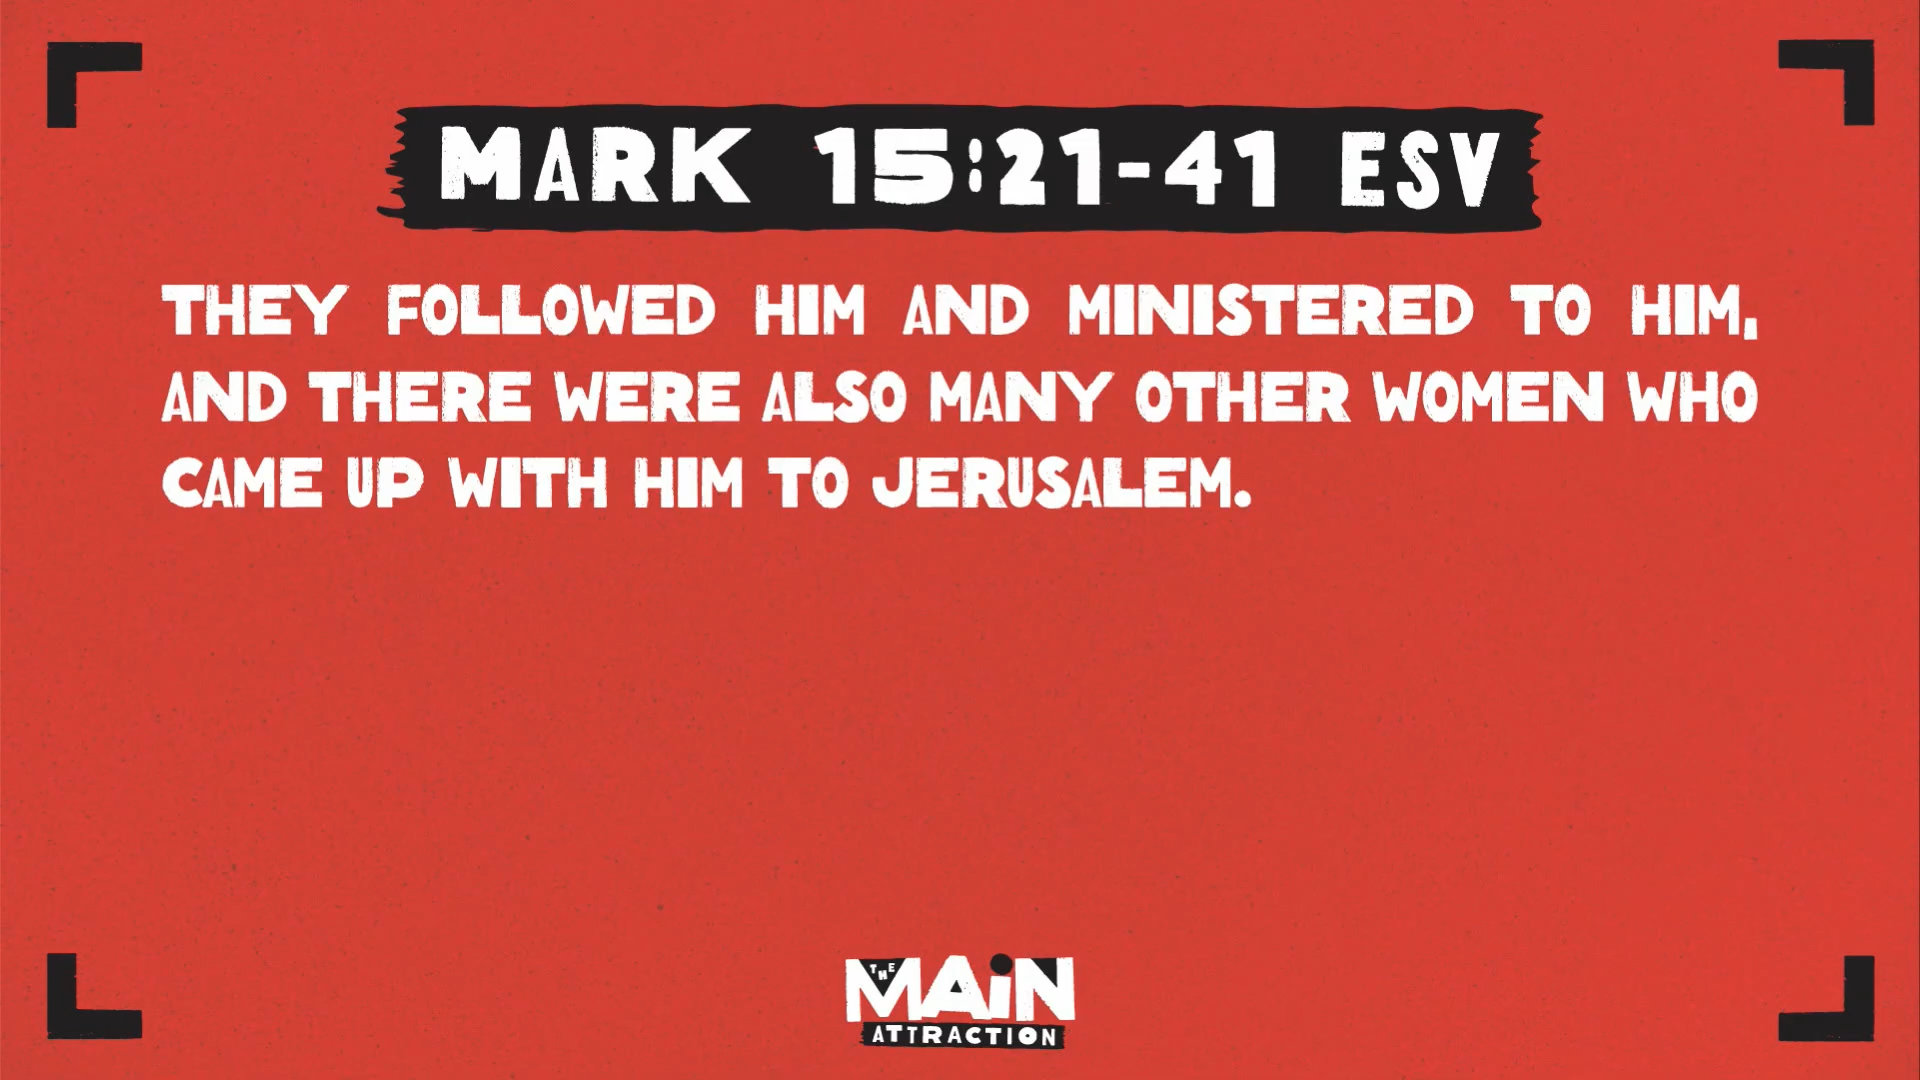 MARK 15:21-41 ESV
THEY FOLLOWED HIM AND MINISTERED TO HIM,
AND THERE WERE ALSO MANY OTHER WOMEN WHO
CAME UP WITH HIM TO JERUSALEM.
THE
MAiN
ATTRACTION